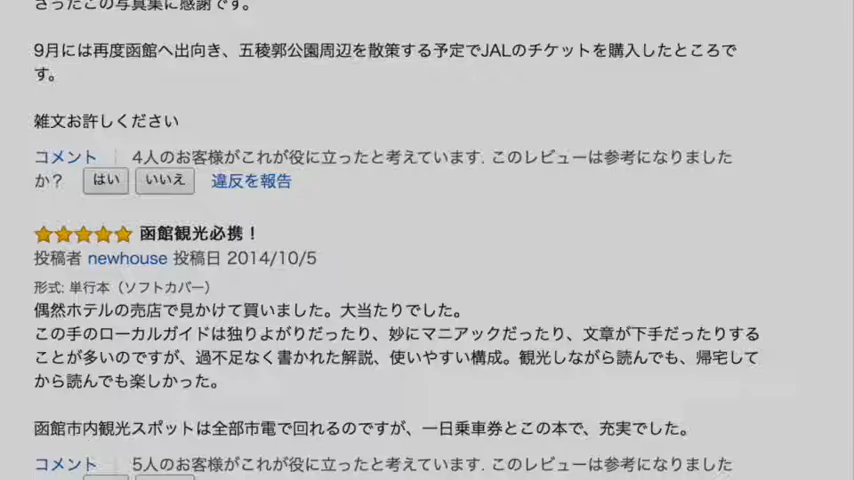 さったこの写真集に感謝です。
9月には再度函館へ出向き、五稜郭公園周辺を散策する予定でJALのチケットを購入したところで
す。
雑文お許しください
コメント | 4人のお客様がこれが役に立ったと考えています. このレビューは参考になりました
か？ はい いいえ 違反を報告
函館観光必携！
投稿者 newhouse 投稿日 2014/10/5
形式: 単行本（ソフトカバー）
偶然ホテルの売店で見かけて買いました。大当たりでした。
この手のローカルガイドは独りよがりだったり、妙にマニアックだったり、文章が下手だったりする
ことが多いのですが、過不足なく書かれた解説、使いやすい構成。観光しながら読んでも、帰宅して
から読んでも楽しかった。
函館市内観光スポットは全部市電で回れるのですが、一日乗車券とこの本で、充実でした。
コメント | 5人のお客様がこれが役に立ったと考えています. このレビューは参考になりました